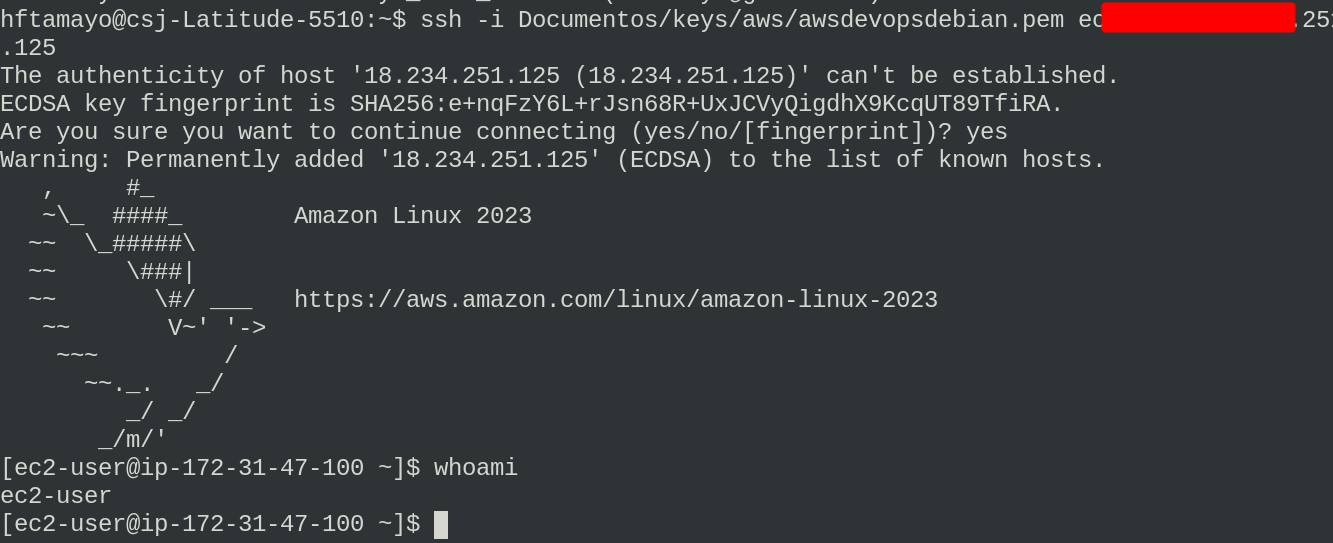 hftamayo@csj-Latitude-5510:~$ ssh -i Documentos/keys/aws/awsdevopsdebian.pem ec .251
.125
The authenticity of host '18.234.251.125 (18.234.251.125)' can't be established.
ECDSA key fingerprint is SHA256:e+nqFzY6L+rJsn68R+UxJCVyQigdhX9KcqUT89TfiRA.
Are you sure you want to continue connecting (yes/no/[fingerprint])? yes
Warning: Permanently added '18.234.251.125' (ECDSA) to the list of known hosts.
   ,     #_
   ~\_  ####_        Amazon Linux 2023
  ~~  \_#####\
  ~~     \###|
  ~~       \#/ ___   https://aws.amazon.com/linux/amazon-linux-2023
   ~~       V~' '->
    ~~~         /
      ~~._.   _/
         _/ _/
       _/m/'
[ec2-user@ip-172-31-47-100 ~]$ whoami
ec2-user
[ec2-user@ip-172-31-47-100 ~]$